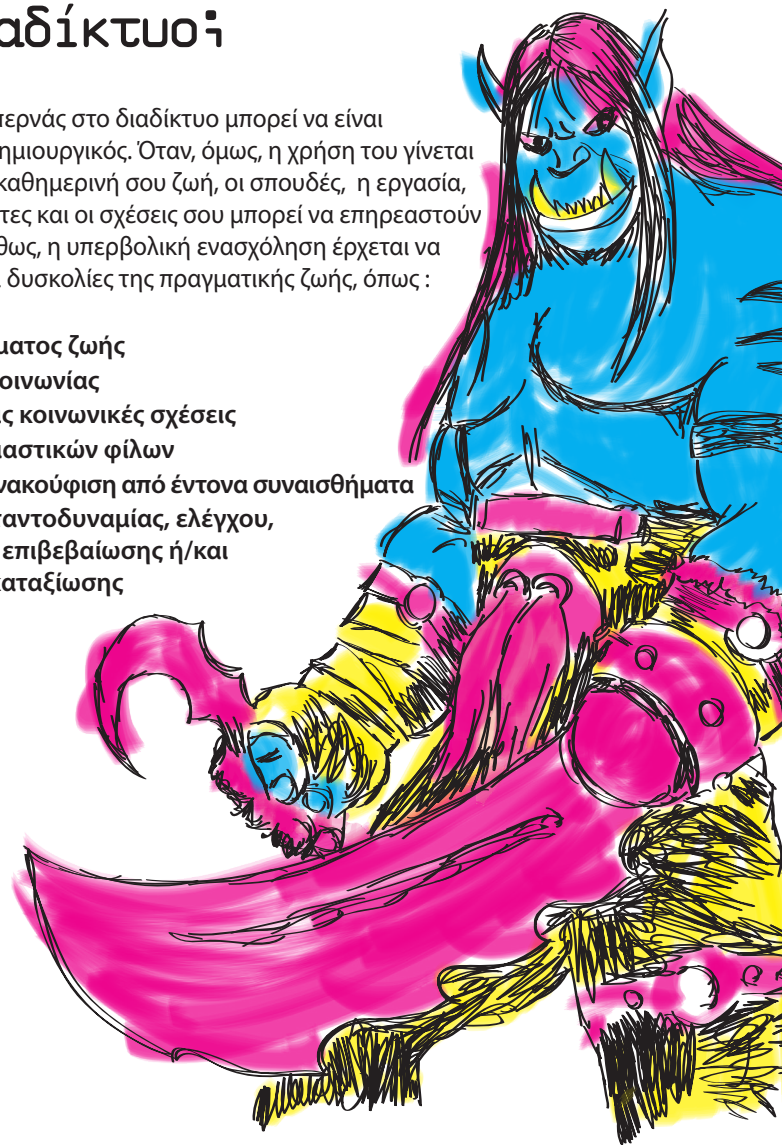 αδίκτυο;
περνάς στο διαδίκτυο μπορεί να είναι
ημιουργικός. Όταν, όμως, η χρήση του γίνεται
καθημερινή σου ζωή, οι σπουδές, η εργασία,
τες και οι σχέσεις σου μπορεί να επηρεαστούν
θως, η υπερβολική ενασχόληση έρχεται να
δυσκολίες της πραγματικής ζωής, όπως :
ματος ζωής
οινωνίας
ς κοινωνικές σχέσεις
ιαστικών φίλων
νακούφιση από έντονα συναισθήματα
αντοδυναμίας, ελέγχου,
επιβεβαίωσης ή/και
καταξίωσης